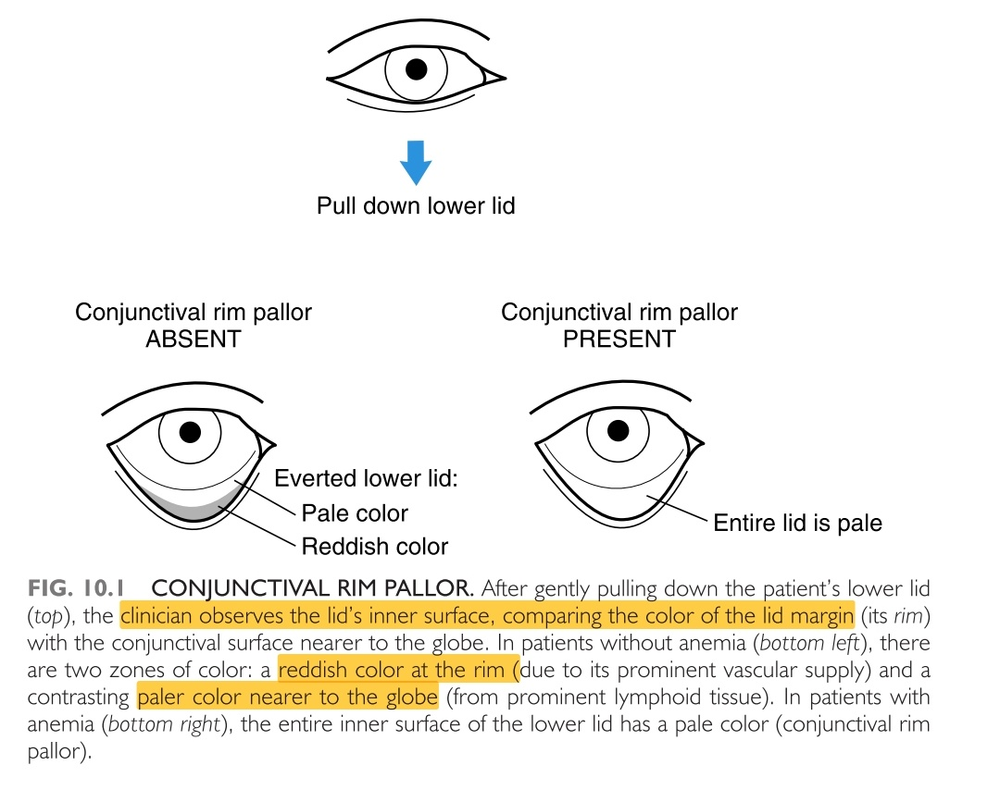 Pull down lower lid
Conjunctival rim pallor
ABSENT
Conjunctival rim pallor
PRESENT
Everted lower lid:
Pale color
Reddish color
Entire lid is pale
FIG. 10.1 CONJUNCTIVAL RIM PALLOR. After gently pulling down the patient's lower lid
(top), the clinician observes the lid's inner surface, comparing the color of the lid margin (its rim)
with the conjunctival surface nearer to the globe. In patients without anemia (bottom left), there
are two zones of color: a reddish color at the rim (due to its prominent vascular supply) and a
contrasting paler color nearer to the globe (from prominent lymphoid tissue). In patients with
anemia (bottom right), the entire inner surface of the lower lid has a pale color (conjunctival rim
pallor).